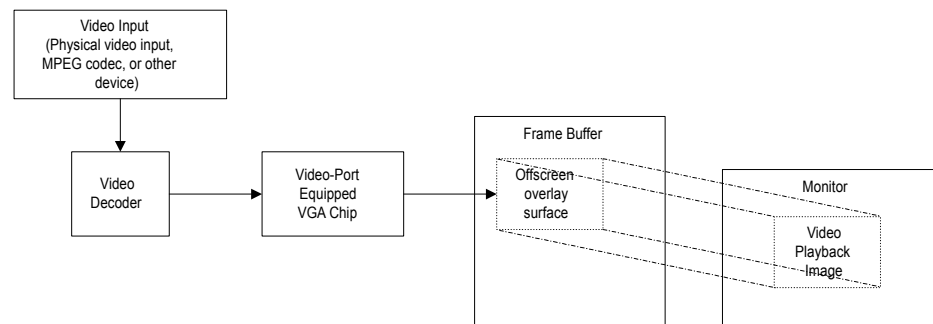 Video Input
(Physical video input,
MPEG codec, or other
device)
Video
Decoder
Video-Port
Equipped
VGA Chip
Frame Buffer
Offscreen
overlay
surface
Monitor
Video
Playback
Image